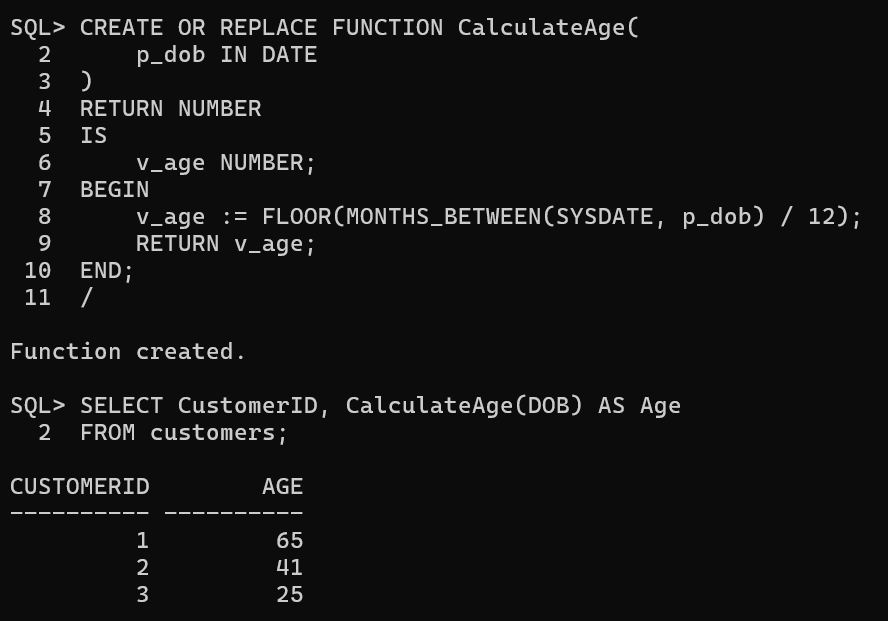 SQL> CREATE OR REPLACE FUNCTION CalculateAge(
  2      p_dob IN DATE
  3  )
  4  RETURN NUMBER
  5  IS
  6      v_age NUMBER;
  7  BEGIN
  8      v_age := FLOOR(MONTHS_BETWEEN(SYSDATE, p_dob) / 12);
  9      RETURN v_age;
 10  END;
 11  /

Function created.

SQL> SELECT CustomerID, CalculateAge(DOB) AS Age
  2  FROM customers;

CUSTOMERID        AGE
---------- ----------
         1         65
         2         41
         3         25